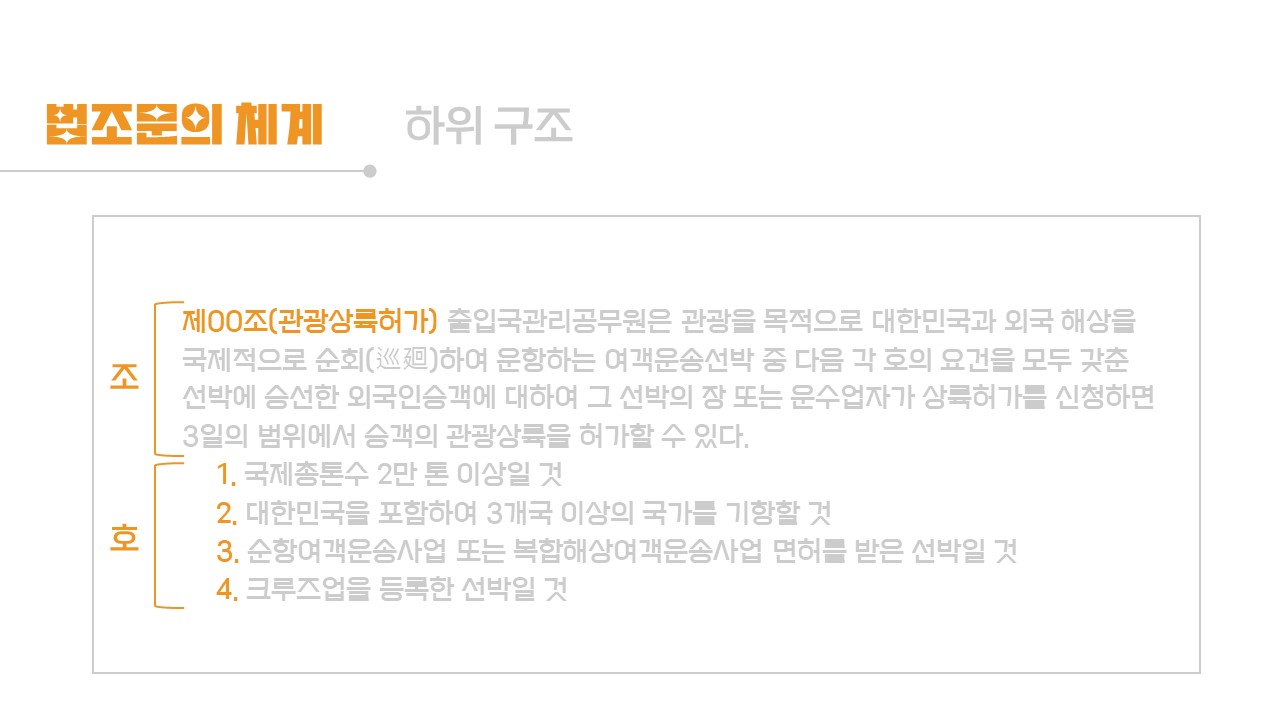 법조문의 체계
하위 구조
제00조(관광상륙허가) 출입국관리공무원은 관광을 목적으로 대한민국과 외국 해상을
국제적으로 순회(巡廻)하여 운항하는 여객운송선박 중 다음 각 호의 요건을 모두 갖춘
조
선박에 승선한 외국인승객에 대하여 그 선박의 장 또는 운수업자가 상륙허가를 신청하면
3일의 범위에서 승객의 관광상륙을 허가할 수 있다.
1. 국제총톤수 2만 톤 이상일 것
2. 대한민국을 포함하여 3개국 이상의 국가를 기항할 것
호
3. 순항여객운송사업 또는 복합해상여객운송사업 면허를 받은 선박일 것
4. 크루즈업을 등록한 선박일 것